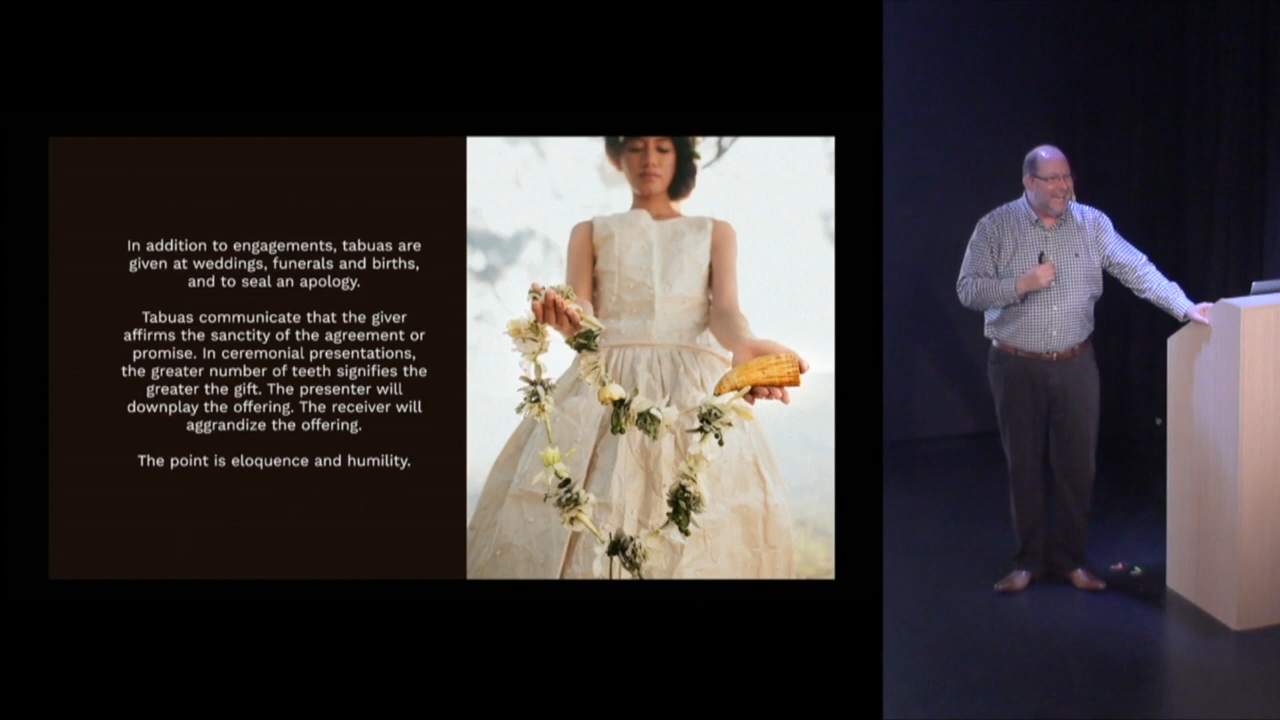 In addition to engagements, tabuas are
given at weddings, funerals and births,
and to seal an apology.
Tabuas communicate that the giver
affirms the sanctity of the agreement or
promise. In ceremonial presentations,
the greater number of teeth signifies the
greater the gift. The presenter will
downplay the offering. The receiver will
aggrandize the offering.
The point is eloquence and humility.